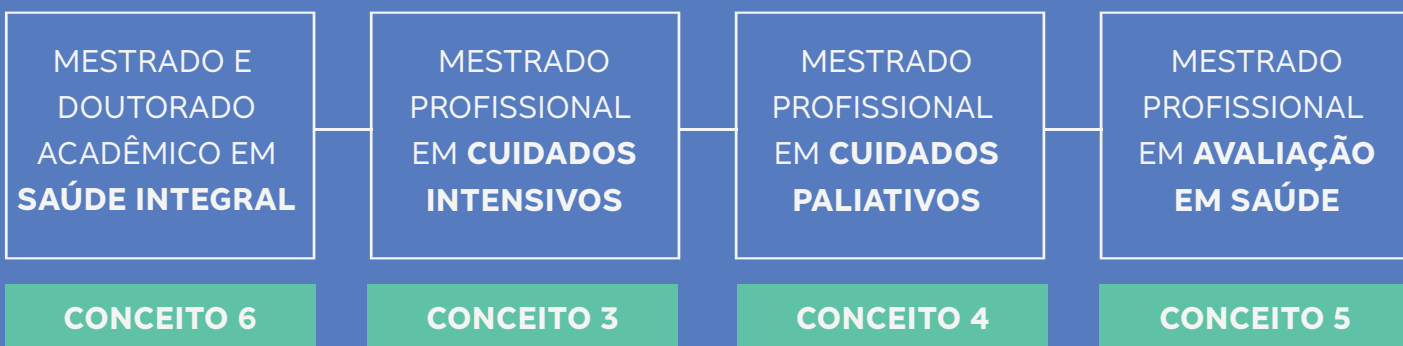 MESTRADO E
DOUTORADO
ACADÊMICO EM
SAÚDE INTEGRAL
CONCEITO 6
MESTRADO
PROFISSIONAL
EM CUIDADOS
INTENSIVOS
CONCEITO 3
MESTRADO
PROFISSIONAL
EM CUIDADOS
PALIATIVOS
CONCEITO 4
MESTRADO
PROFISSIONAL
EM AVALIAÇÃO
EM SAÚDE
CONCEITO 5